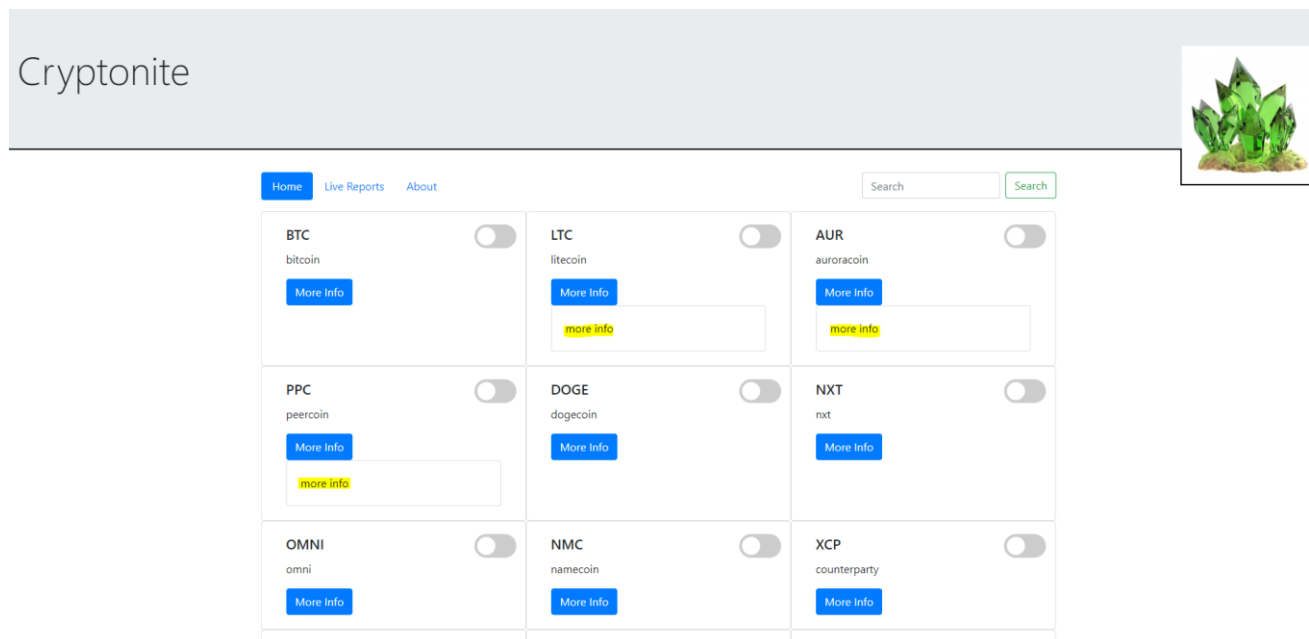 Cryptonite
Home Live Reports About Search Search
BTC
bitcoin
More Info
LTC
litecoin
More Info
more info
AUR
auroracoin
More Info
more info
PPC
peercoin
More Info
more info
DOGE
dogecoin
More Info
NXT
nxt
More Info
OMNI
omni
More Info
NMC
namecoin
More Info
XCP
counterparty
More Info